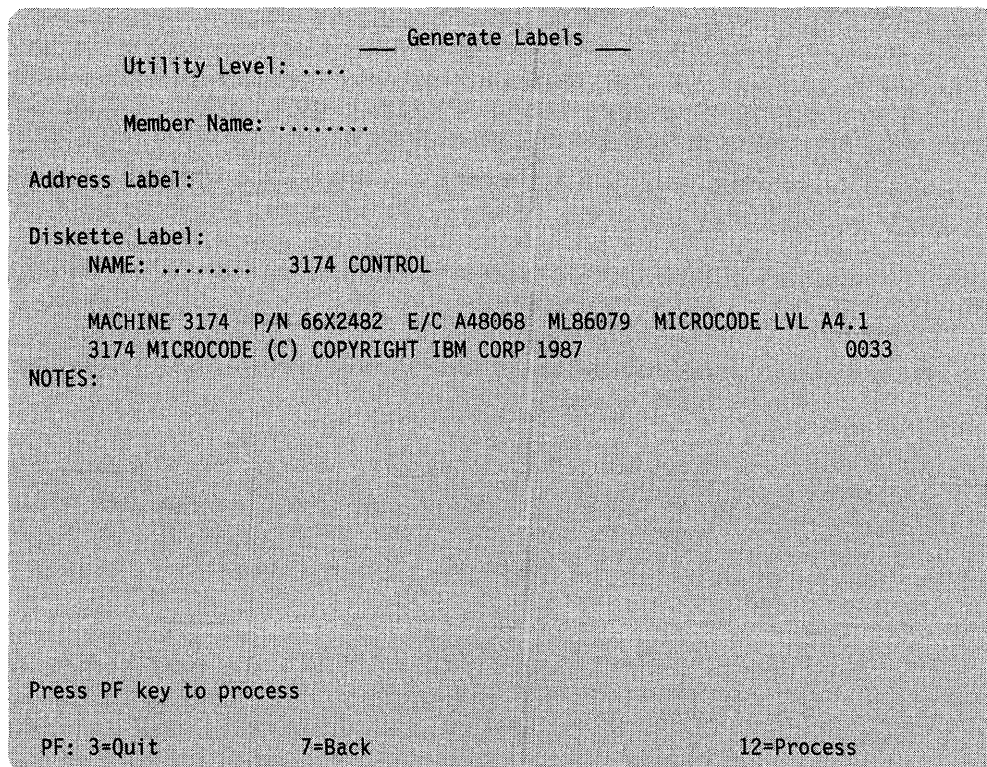 ___ Generate Labels ___
Utility Level: ....
Member Name: ........
Address Label:
Diskette Label:
NAME: ........ 3174 CONTROL
MACHINE 3174 P/N 66X2482 E/C A48068 ML86079 MICROCODE LVL A4.1
3174 MICROCODE (C) COPYRIGHT IBM CORP 1987 0033
NOTES:
Press PF key to process
PF: 3=Quit 7=Back 12=Process